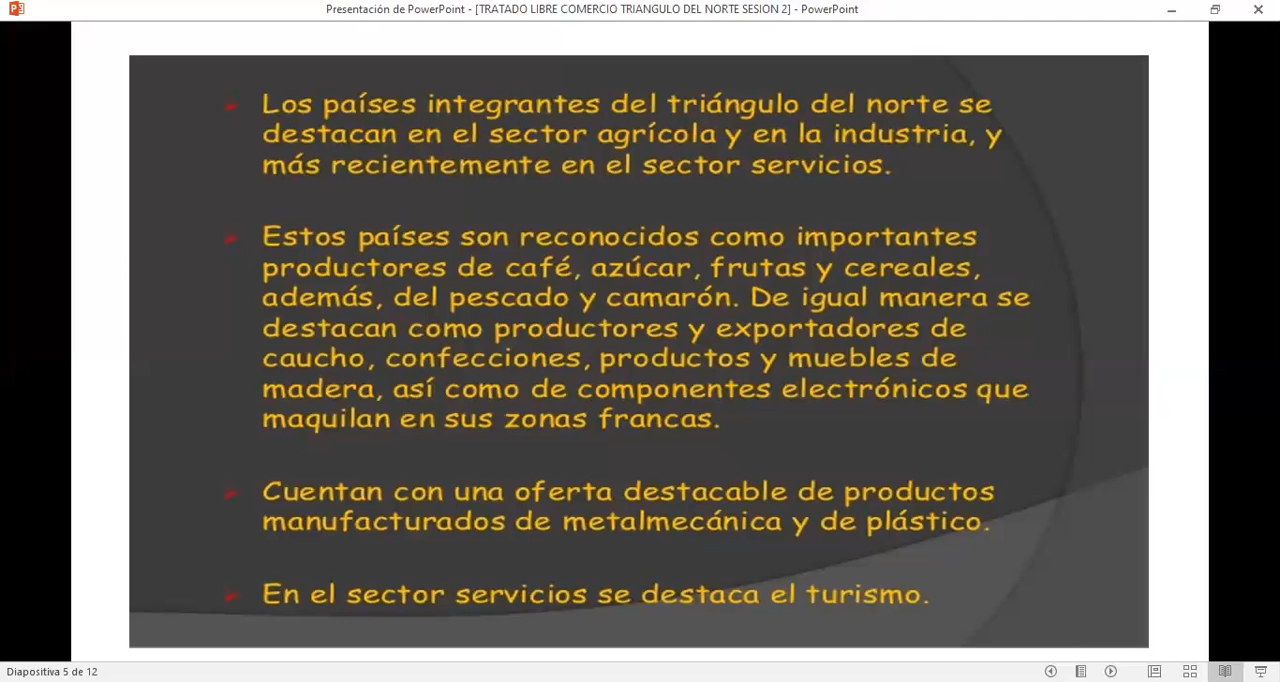 Presentación de PowerPoint - [TRATADO LIBRE COMERCIO TRIANGULO DEL NORTE SESION 2] - PowerPoint
Los países integrantes del triángulo del norte se
destacan en el sector agrícola y en la industria, y
más recientemente en el sector servicios.
Estos países son reconocidos como importantes
productores de café, azúcar, frutas y cereales,
además, del pescado y camarón. De igual manera se
destacan como productores y exportadores de
caucho, confecciones, productos y muebles de
madera, así como de componentes electrónicos que
maquilan en sus zonas francas.
Cuentan con una oferta destacable de productos
manufacturados de metalmecánica y de plástico.
En el sector servicios se destaca el turismo.
Diapositiva 5 de 12